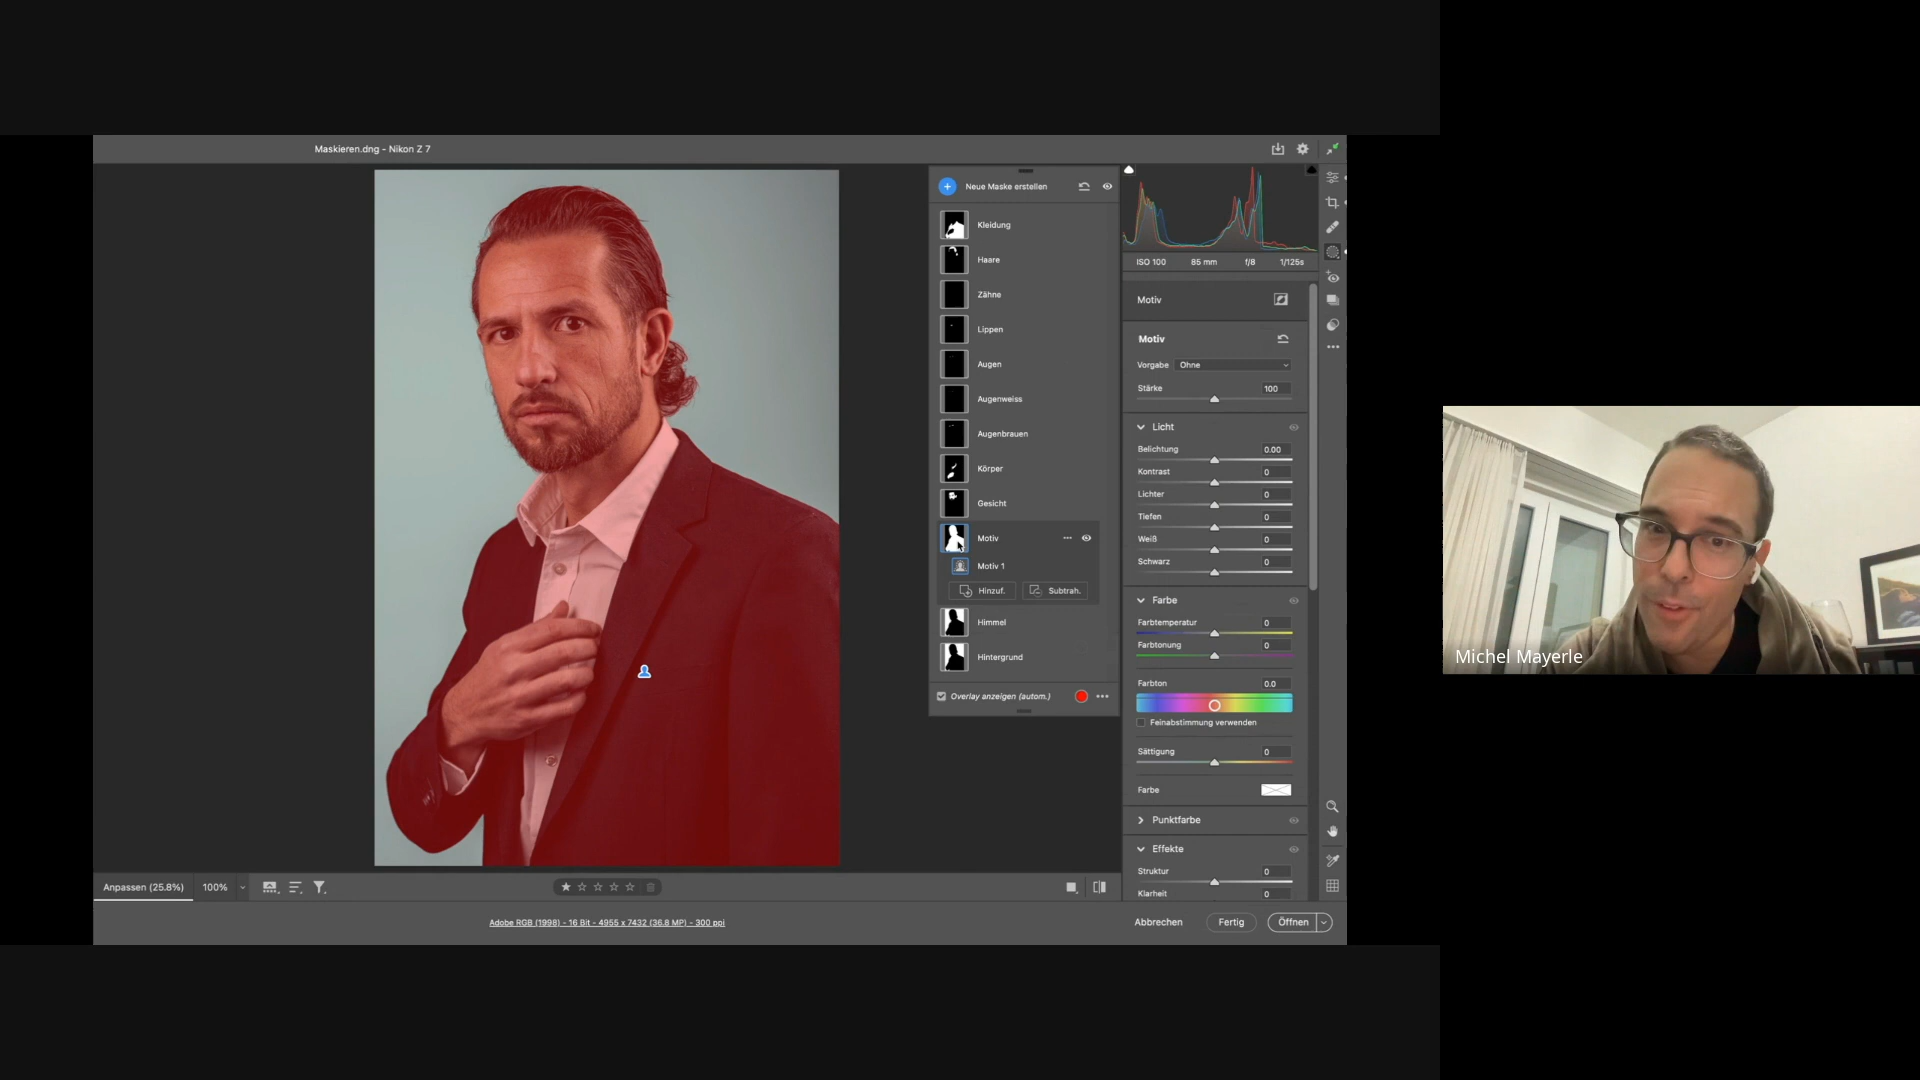 Maskieren.dng - Nikon Z 7
Neue Maske erstellen
Kleidung
Haare
Zähne
Lippen
Augen
Augenweiss
Augenbrauen
Körper
Gesicht
Motiv
Motiv 1
Hinzuf. Subtrah.
Himmel
Hintergrund
Overlay anzeigen (autom.)
ISO 100 85 mm f/8 1/125s
Motiv
Motiv
Vorgabe Ohne
Stärke 100
Licht
Belichtung 0.00
Kontrast 0
Lichter 0
Tiefen 0
Weiß 0
Schwarz 0
Farbe
Farbtemperatur 0
Farbtonung 0
Farbton 0.0
Feinabstimmung verwenden
Sättigung 0
Farbe
Punktfarbe
Effekte
Struktur 0
Klarheit 0
Anpassen (25.8%) 100%
Adobe RGB (1998) - 16 Bit - 4955 x 7432 (36.8 MP) - 300 ppi
Abbrechen Fertig Öffnen
Michel Mayerle